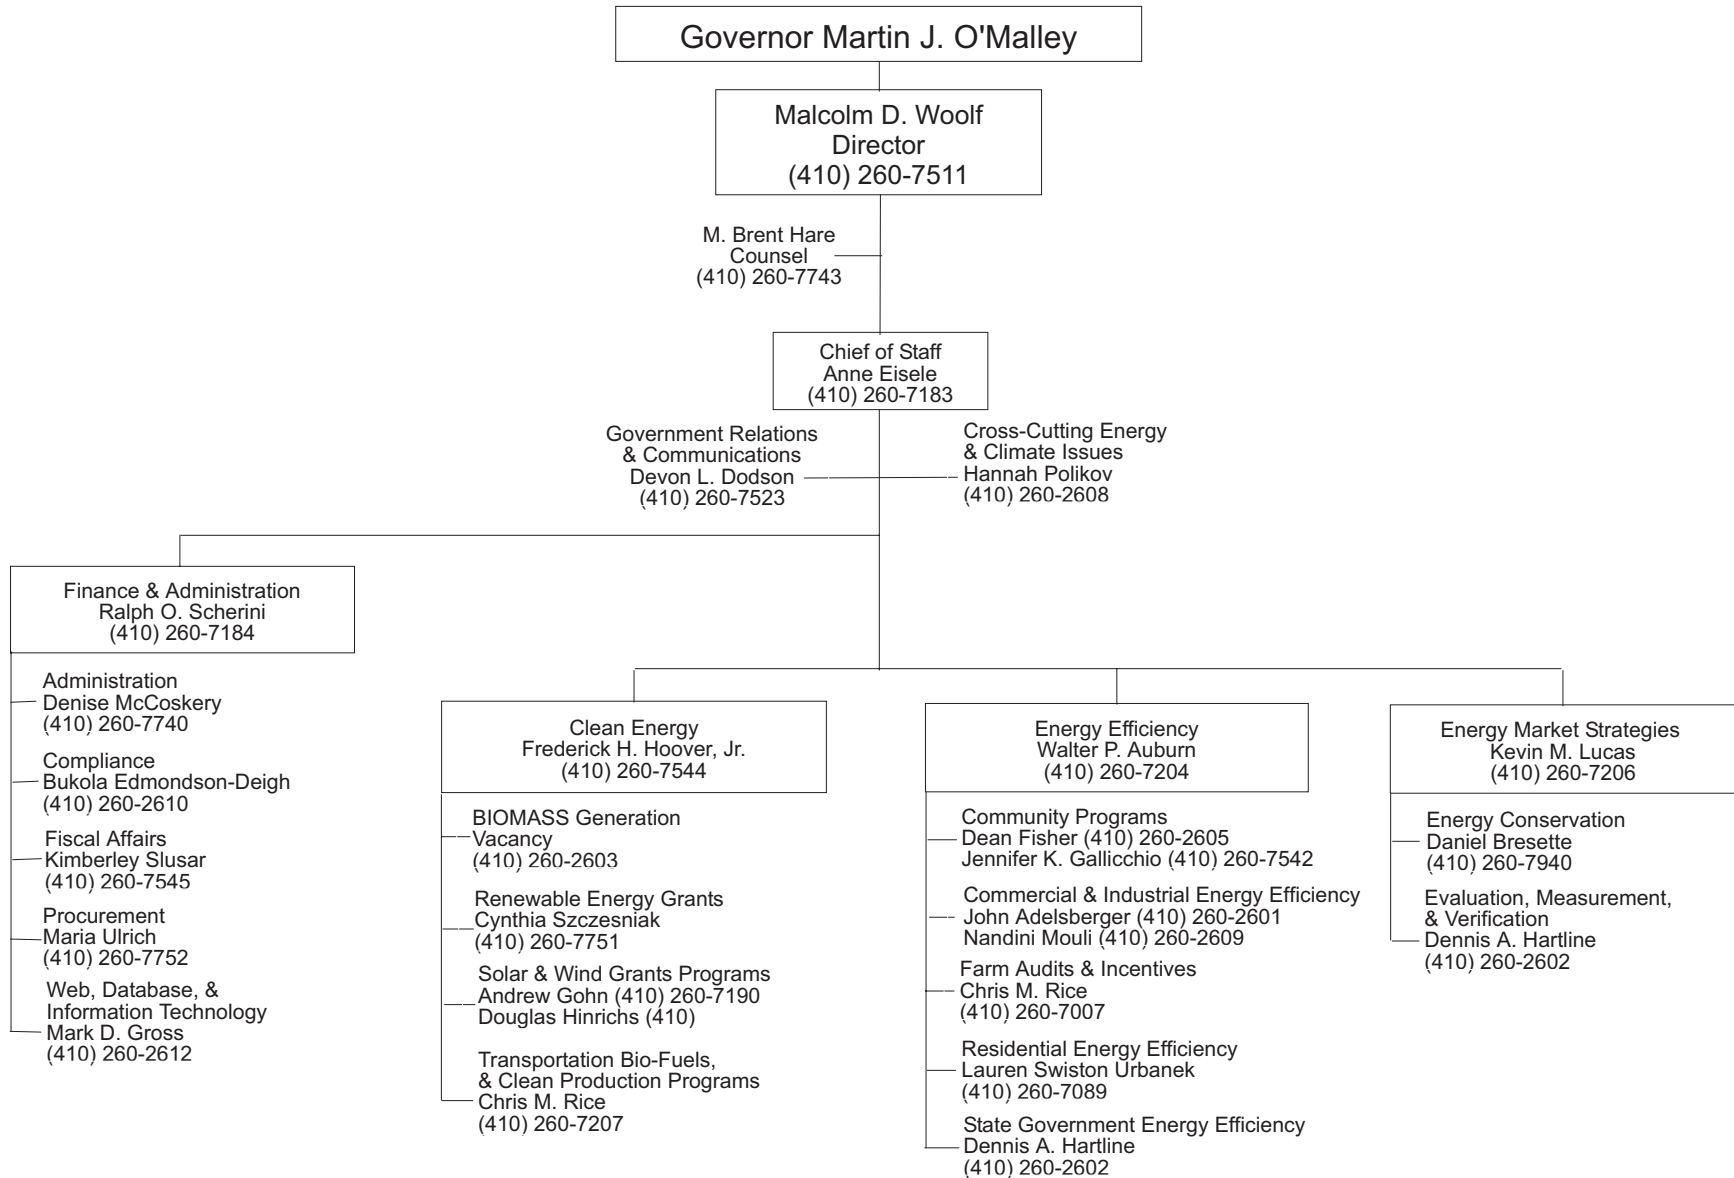 Governor Martin J. O'Malley
Malcolm D. Woolf
Director
(410) 260-7511
M. Brent Hare
Counsel
(410) 260-7743
Chief of Staff
Anne Eisele
(410) 260-7183
Government Relations
& Communications
Devon L. Dodson
(410) 260-7523
Cross-Cutting Energy
& Climate Issues
Hannah Polikov
(410) 260-2608
Finance & Administration
Ralph O. Scherini
(410) 260-7184
Administration
Denise McCoskery
(410) 260-7740
Compliance
Bukola Edmondson-Deigh
(410) 260-2610
Fiscal Affairs
Kimberley Slusar
(410) 260-7545
Procurement
Maria Ulrich
(410) 260-7752
Web, Database, &
Information Technology
Mark D. Gross
(410) 260-2612
Clean Energy
Frederick H. Hoover, Jr.
(410) 260-7544
BIOMASS Generation
Vacancy
(410) 260-2603
Renewable Energy Grants
Cynthia Szczesniak
(410) 260-7751
Solar & Wind Grants Programs
Andrew Gohn (410) 260-7190
Douglas Hinrichs (410)
Transportation Bio-Fuels,
& Clean Production Programs
Chris M. Rice
(410) 260-7207
Energy Efficiency
Walter P. Auburn
(410) 260-7204
Community Programs
Dean Fisher (410) 260-2605
Jennifer K. Gallicchio (410) 260-7542
Commercial & Industrial Energy Efficiency
John Adelsberger (410) 260-2601
Nandini Mouli (410) 260-2609
Farm Audits & Incentives
Chris M. Rice
(410) 260-7007
Residential Energy Efficiency
Lauren Swiston Urbanek
(410) 260-7089
State Government Energy Efficiency
Dennis A. Hartline
(410) 260-2602
Energy Market Strategies
Kevin M. Lucas
(410) 260-7206
Energy Conservation
Daniel Bresette
(410) 260-7940
Evaluation, Measurement,
& Verification
Dennis A. Hartline
(410) 260-2602